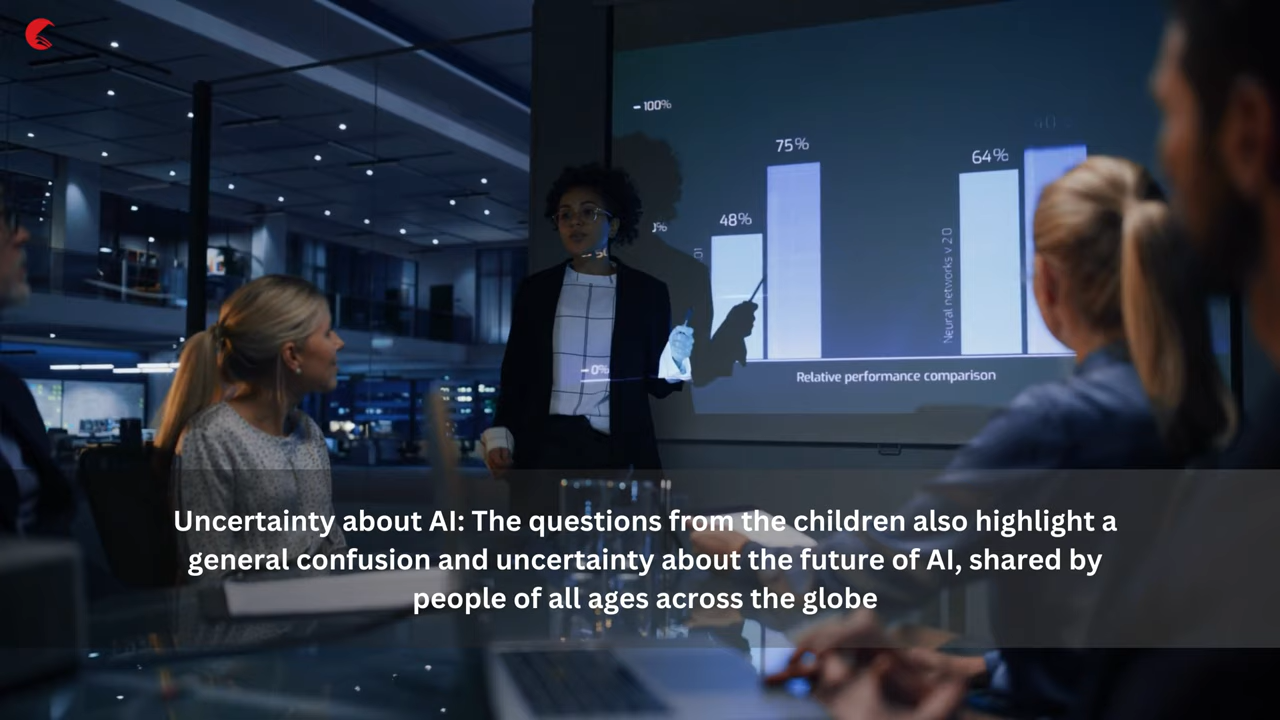 - 100%
75%
64%
48%
- 0%
Neural networks v 2.0
Relative performance comparison
Uncertainty about AI: The questions from the children also highlight a
general confusion and uncertainty about the future of AI, shared by
people of all ages across the globe